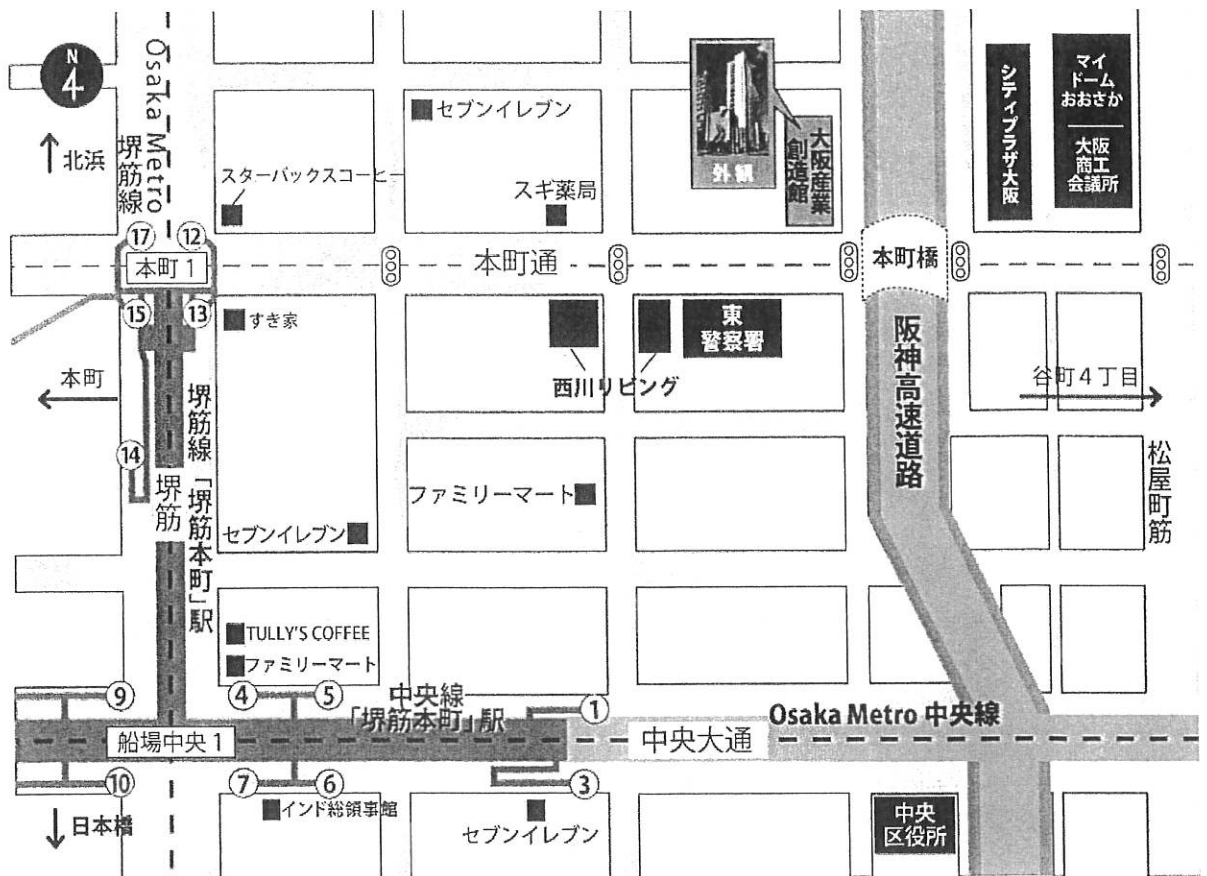 N
4
Osaka Metro
堺筋線
↑北浜
セブンイレブン
スターバックスコーヒー
スギ薬局
外観
大阪産業
創造館
シティプラザ大阪
マイ
ドーム
おおさか
大阪
商工
会議所
⑰
⑫
本町1
本町通
本町橋
⑮
⑬
すき家
東
警察署
西川リビング
本町
←
阪神高速道路
谷町4丁目
→
⑭
堺筋
堺筋線「堺筋本町」駅
ファミリーマート
松屋町筋
セブンイレブン
TULLY'S COFFEE
ファミリーマート
⑨
④
⑤
中央線
「堺筋本町」駅
①
Osaka Metro 中央線
船場中央1
中央大通
⑩
⑦
⑥
③
↓日本橋
インド総領事館
セブンイレブン
中央
区役所